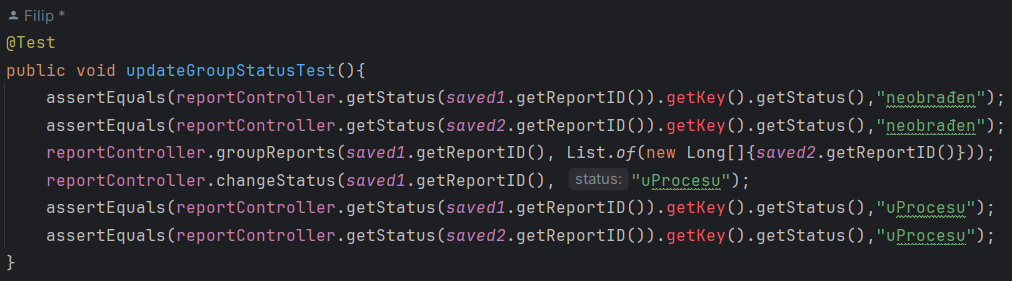 Filip *
@Test
public void updateGroupStatusTest(){
    assertEquals(reportController.getStatus(saved1.getReportID()).getKey().getStatus(),"neobrađen");
    assertEquals(reportController.getStatus(saved2.getReportID()).getKey().getStatus(),"neobrađen");
    reportController.groupReports(saved1.getReportID(), List.of(new Long[]{saved2.getReportID()}));
    reportController.changeStatus(saved1.getReportID(), status: "uProcesu");
    assertEquals(reportController.getStatus(saved1.getReportID()).getKey().getStatus(),"uProcesu");
    assertEquals(reportController.getStatus(saved2.getReportID()).getKey().getStatus(),"uProcesu");
}